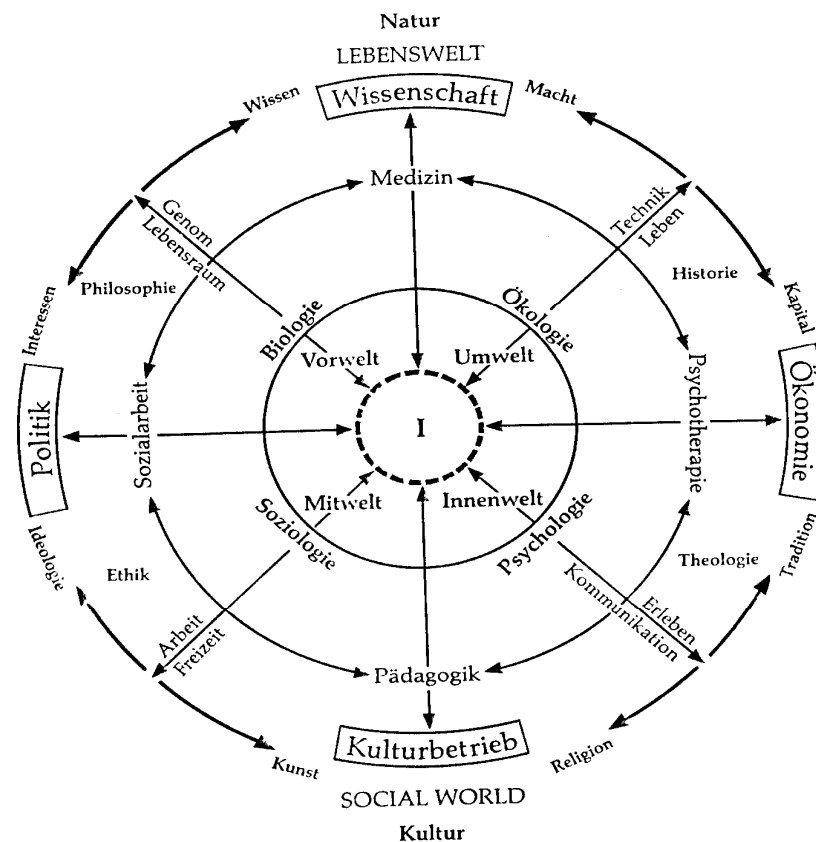 Natur
LEBENSWELT
Wissenschaft
Wissen
Macht
Medizin
Genom
Lebensraum
Technik
Leben
Philosophie
Historie
Interessen
Kapital
Biologie
Ökologie
Vorwelt
Umwelt
Politik
Sozialarbeit
I
Psychotherapie
Ökonomie
Mitwelt
Innenwelt
Soziologie
Psychologie
Ideologie
Tradition
Ethik
Theologie
Arbeit
Freizeit
Erleben
Kommunikation
Pädagogik
Kulturbetrieb
Kunst
Religion
SOCIAL WORLD
Kultur